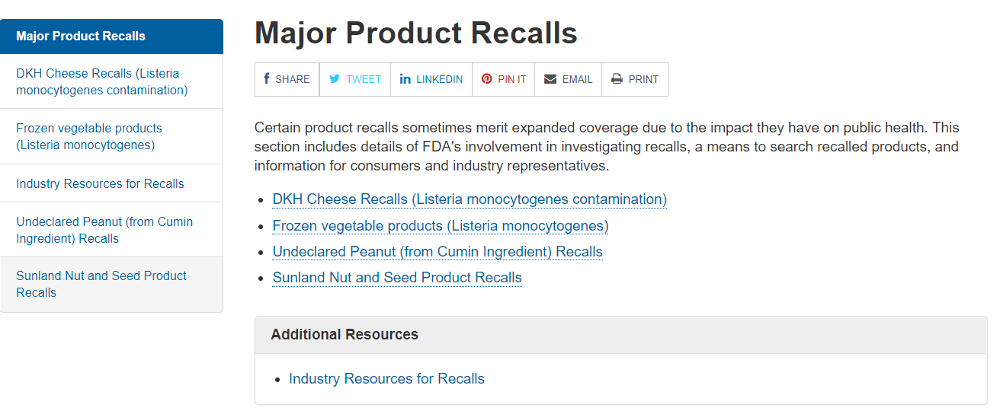 Major Product Recalls
DKH Cheese Recalls (Listeria
monocytogenes contamination)
Frozen vegetable products
(Listeria monocytogenes)
Industry Resources for Recalls
Undeclared Peanut (from Cumin
Ingredient) Recalls
Sunland Nut and Seed Product
Recalls
Major Product Recalls
SHARE TWEET LINKEDIN PIN IT EMAIL PRINT
Certain product recalls sometimes merit expanded coverage due to the impact they have on public health. This
section includes details of FDA's involvement in investigating recalls, a means to search recalled products, and
information for consumers and industry representatives.
DKH Cheese Recalls (Listeria monocytogenes contamination)
Frozen vegetable products (Listeria monocytogenes)
Undeclared Peanut (from Cumin Ingredient) Recalls
Sunland Nut and Seed Product Recalls
Additional Resources
Industry Resources for Recalls